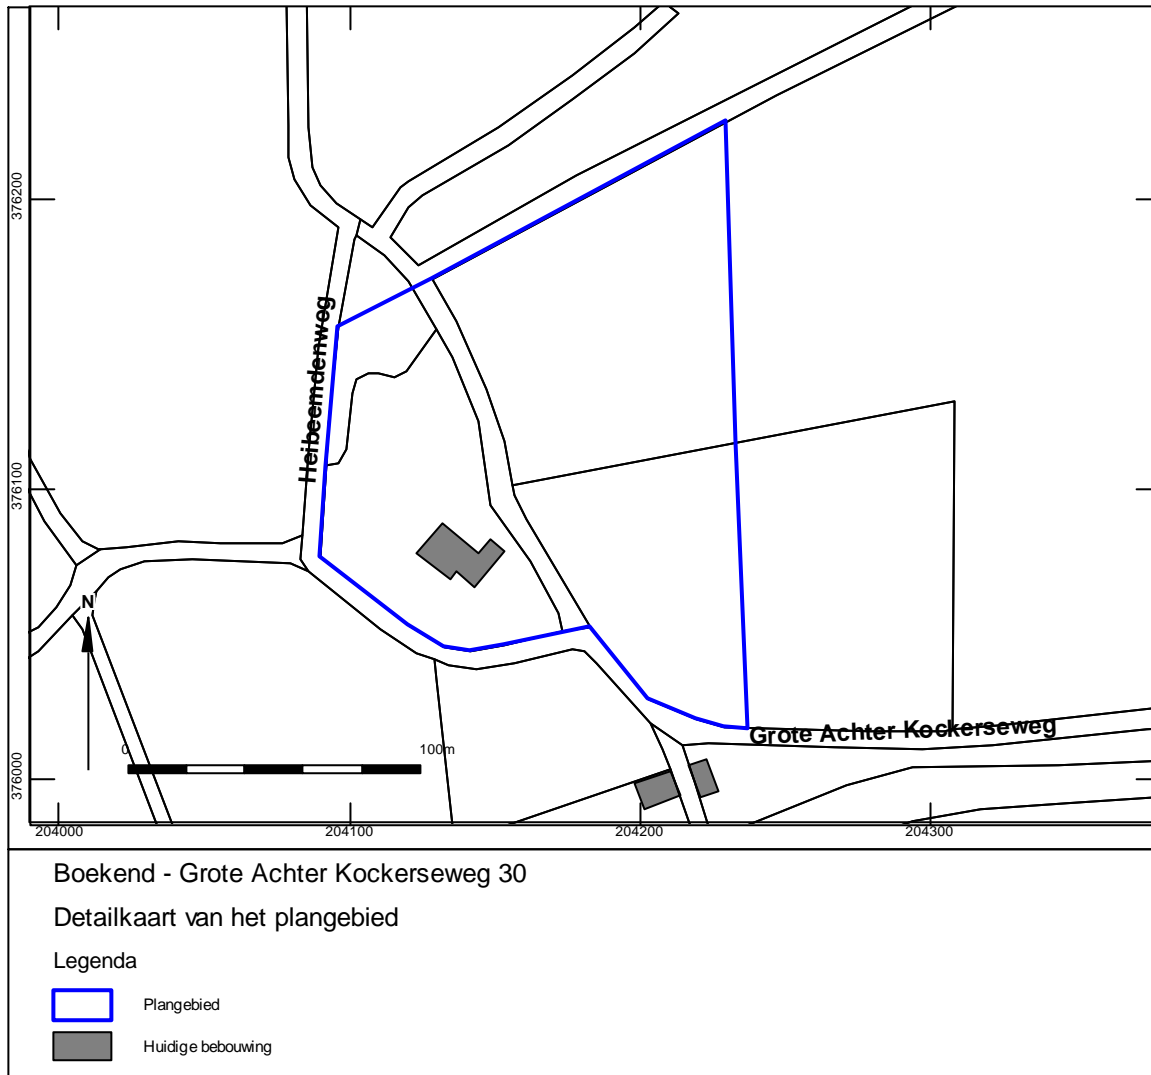 376200
Heibeemdenweg
376100
N
Grote Achter Kockerseweg
0 100m
376000
204000 204100 204200 204300
Boekend - Grote Achter Kockerseweg 30
Detailkaart van het plangebied
Legenda
Plangebied
Huidige bebouwing